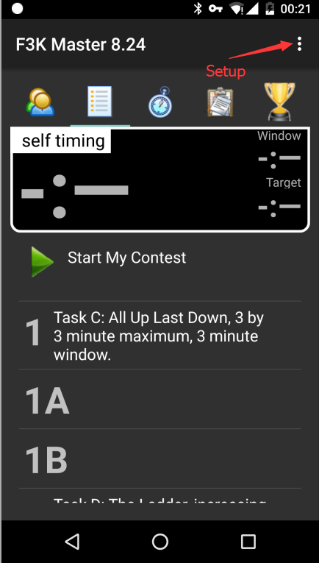 00:21
F3K Master 8.24
Setup
self timing
Window
-:--
Target
-:--
-:--
Start My Contest
1
Task C: All Up Last Down, 3 by
3 minute maximum, 3 minute
window.
1A
1B
Task D: The Ladder, increasing